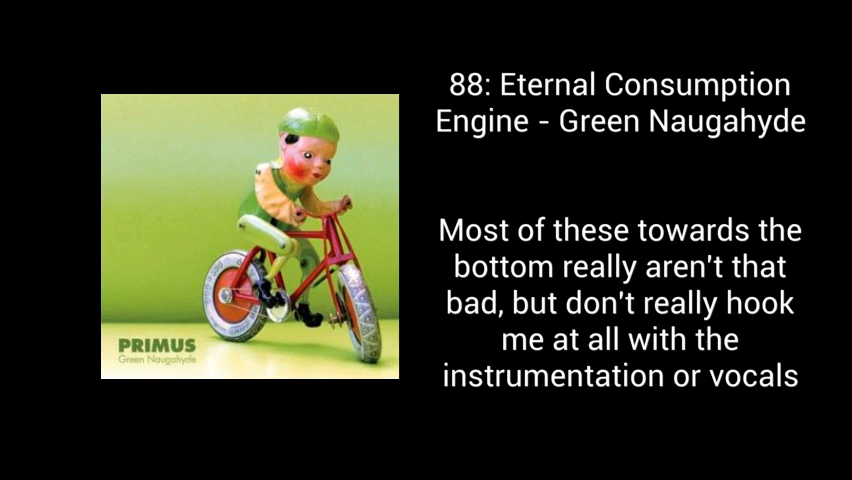 88: Eternal Consumption
Engine - Green Naugahyde
Most of these towards the
bottom really aren't that
bad, but don't really hook
me at all with the
instrumentation or vocals
PRIMUS
Green Naugahyde